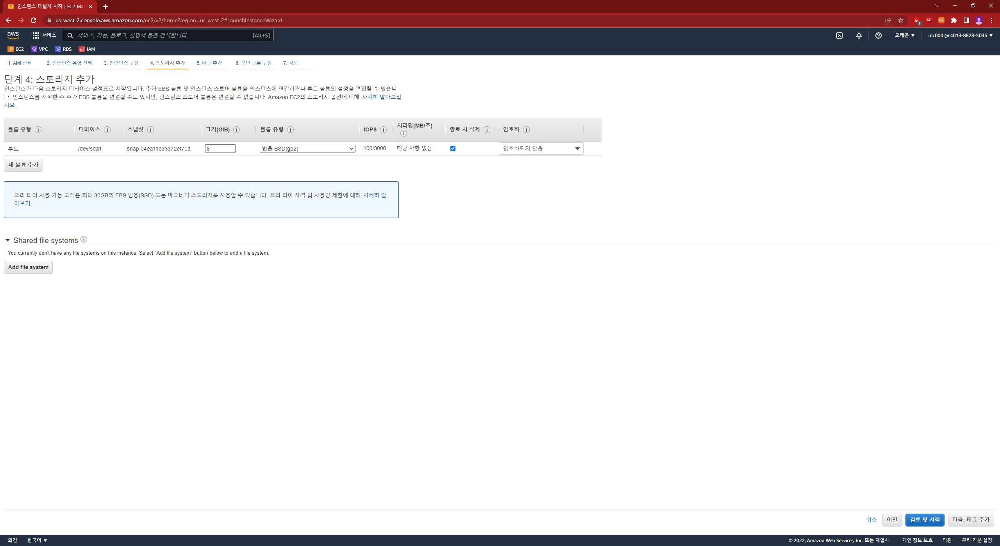 인스턴스 마법사 시작 | EC2 Mar
us-west-2.console.aws.amazon.com/ec2/v2/home?region=us-west-2#LaunchInstanceWizard:
1
aws
서비스
서비스, 기능, 블로그, 설명서 등을 검색합니다.
[Alt+S]
오레곤
mc004 @ 4013-8828-5035
EC2
VPC
RDS
IAM
1. AMI 선택
2. 인스턴스 유형 선택
3. 인스턴스 구성
4. 스토리지 추가
5. 태그 추가
6. 보안 그룹 구성
7. 검토
단계 4: 스토리지 추가
인스턴스가 다음 스토리지 디바이스 설정으로 시작됩니다. 추가 EBS 볼륨 및 인스턴스 스토어 볼륨을 인스턴스에 연결하거나 루트 볼륨의 설정을 편집할 수 있습니
다. 인스턴스를 시작한 후 추가 EBS 볼륨을 연결할 수도 있지만, 인스턴스 스토어 볼륨은 연결할 수 없습니다. Amazon EC2의 스토리지 옵션에 대해 자세히 알아보십
시오.
볼륨 유형
디바이스
스냅샷
크기(GiB)
볼륨 유형
IOPS
처리량(MB/초)
종료 시 삭제
암호화
루트
/dev/sda1
snap-04ea11b33372ef70a
8
범용 SSD(gp2)
100/3000
해당 사항 없음
암호화되지 않음
새 볼륨 추가
프리 티어 사용 가능 고객은 최대 30GB의 EBS 범용(SSD) 또는 마그네틱 스토리지를 사용할 수 있습니다. 프리 티어 자격 및 사용량 제한에 대해 자세히 알
아보기.
Shared file systems
You currently don't have any file systems on this instance. Select "Add file system" button below to add a file system.
Add file system
취소
이전
검토 및 시작
다음: 태그 추가
의견
한국어
© 2022, Amazon Web Services, Inc. 또는 계열사.
개인 정보 보호
약관
쿠키 기본 설정